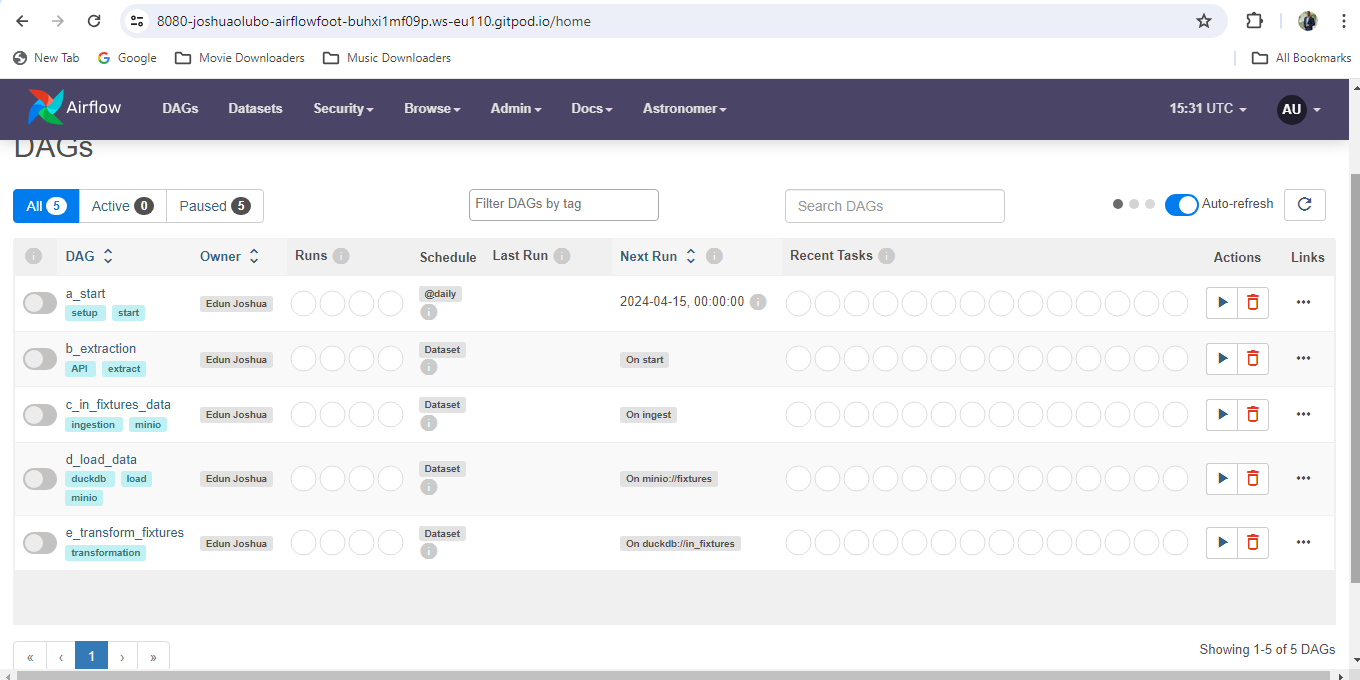 8080-joshuaolubo-airflowfoot-buhxi1mf09p.ws-eu110.gitpod.io/home
New Tab Google Movie Downloaders Music Downloaders All Bookmarks
Airflow DAGs Datasets Security Browse Admin Docs Astronomer 15:31 UTC AU
DAGs
All 5 Active 0 Paused 5 Filter DAGs by tag Search DAGs Auto-refresh
i DAG Owner Runs i Schedule Last Run i Next Run i Recent Tasks i Actions Links
a_start
setup start
Edun Joshua
@daily
i
2024-04-15, 00:00:00 i
b_extraction
API extract
Edun Joshua
Dataset
i
On start
c_in_fixtures_data
ingestion minio
Edun Joshua
Dataset
i
On ingest
d_load_data
duckdb load
minio
Edun Joshua
Dataset
i
On minio://fixtures
e_transform_fixtures
transformation
Edun Joshua
Dataset
i
On duckdb://in_fixtures
« ‹ 1 › »
Showing 1-5 of 5 DAGs